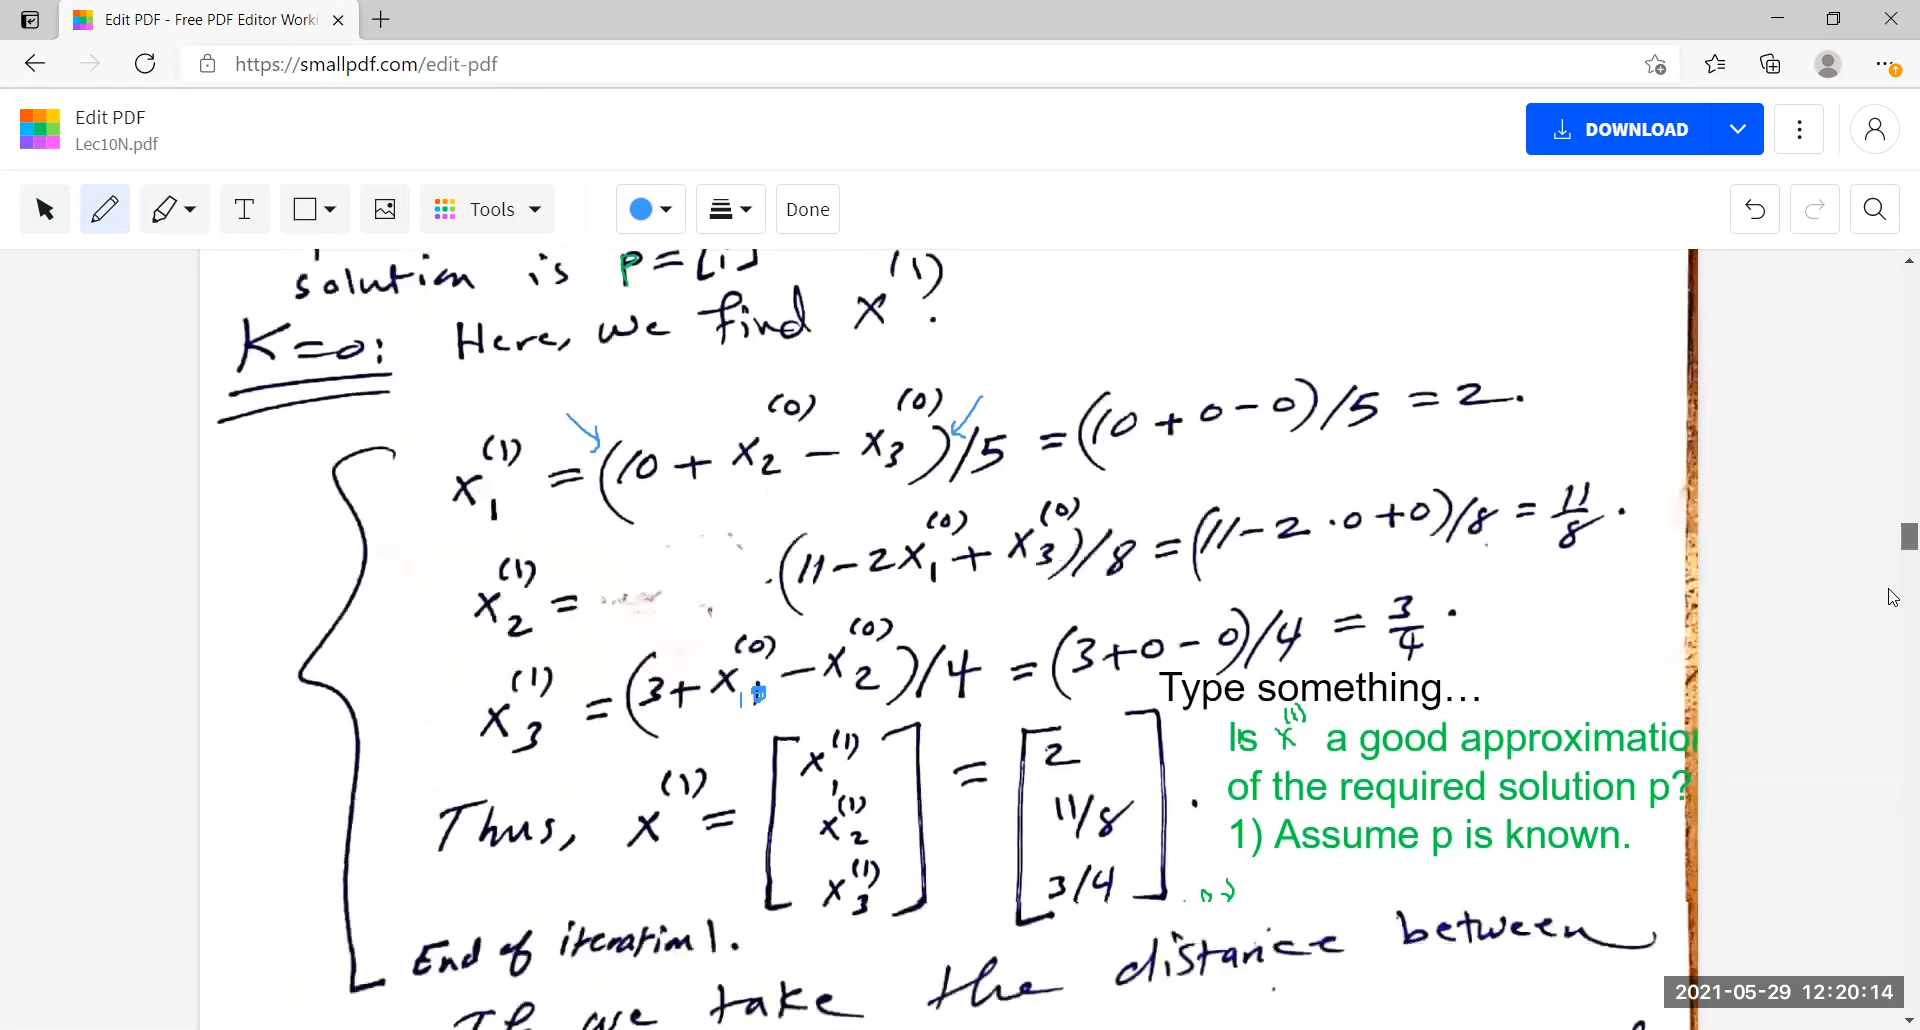 Edit PDF - Free PDF Editor Worki
https://smallpdf.com/edit-pdf
Edit PDF
Lec10N.pdf
DOWNLOAD
T
Tools
Done
solution is p = [1]
K=0: Here, we find x^(1)?
x_1^(1) = (10 + x_2^(0) - x_3^(0))/5 = (10 + 0 - 0)/5 = 2.
x_2^(1) = (11 - 2x_1^(0) + x_3^(0))/8 = (11 - 2 · 0 + 0)/8 = 11/8.
x_3^(1) = (3 + x_1^(0) - x_2^(0))/4 = (3 + 0 - 0)/4 = 3/4.
Type something...
Is x^(1) a good approximation
of the required solution p?
1) Assume p is known.
Thus, x^(1) = [x_1^(1) x_2^(1) x_3^(1)] = [2 11/8 3/4].
End of iteration 1.
If we take the distance between
2021-05-29 12:20:14